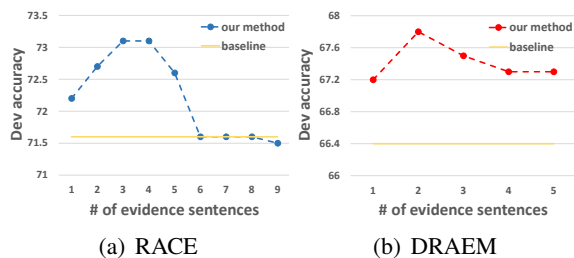 73.5
73
72.5
72
71.5
71
Dev accuracy
our method
baseline
1 2 3 4 5 6 7 8 9
# of evidence sentences
(a) RACE
68
67.6
67.2
66.8
66.4
66
Dev accuracy
our method
baseline
1 2 3 4 5
# of evidence sentences
(b) DRAEM